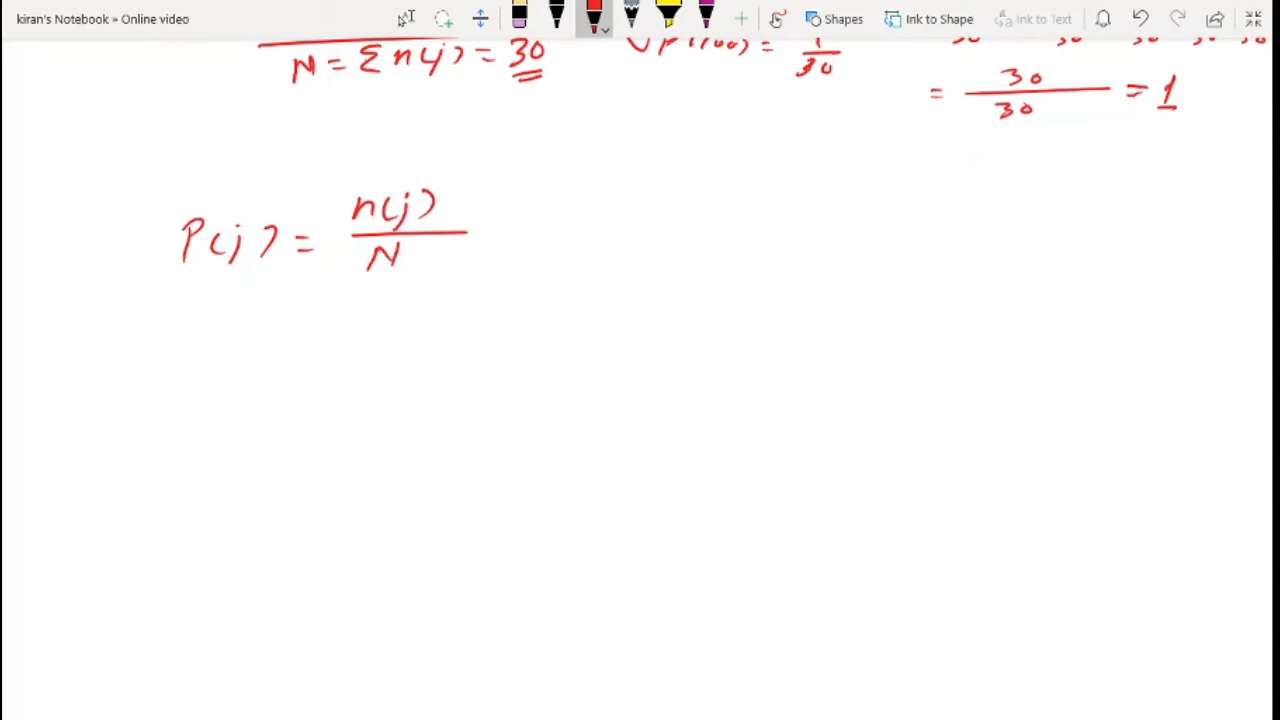 kiran's Notebook » Online video
Shapes
Ink to Shape
Ink to Text
N = Σ n(j) = 30
= 1/30
= 30/30 = 1
P(j) = n(j)/N